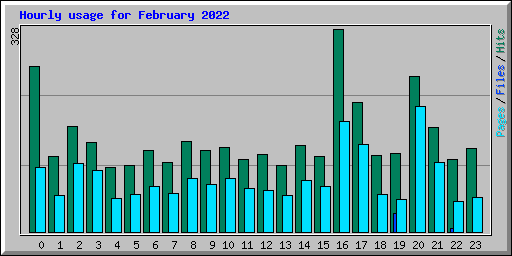 Hourly usage for February 2022
328
Pages / Files / Hits
0 1 2 3 4 5 6 7 8 9 10 11 12 13 14 15 16 17 18 19 20 21 22 23